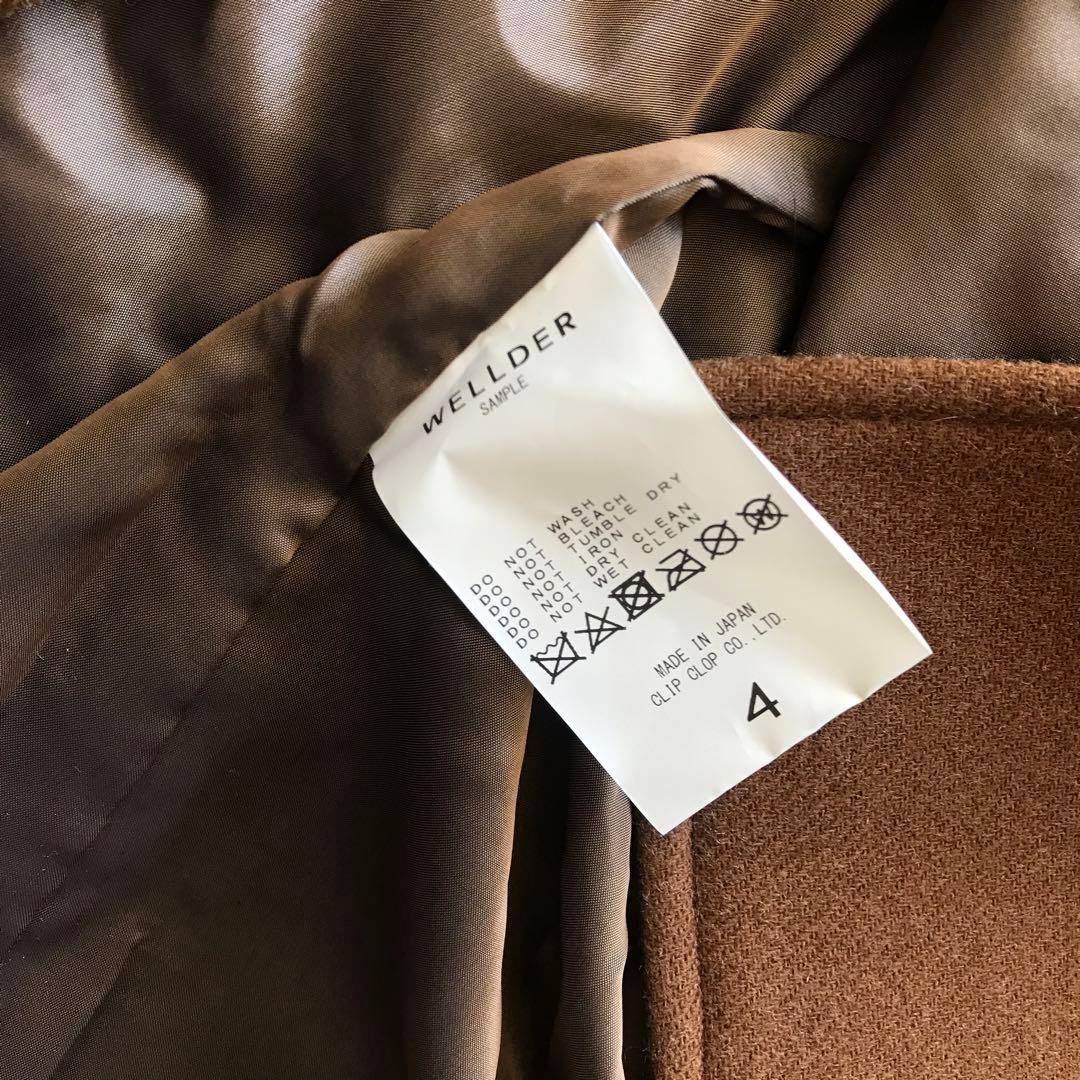 WELLDER
SAMPLE
DO NOT WASH
DO NOT BLEACH
DO NOT TUMBLE DRY
DO NOT IRON
DO NOT DRY CLEAN
DO NOT WET CLEAN
W
MADE IN JAPAN
CLIP CLOP CO.,LTD.
4